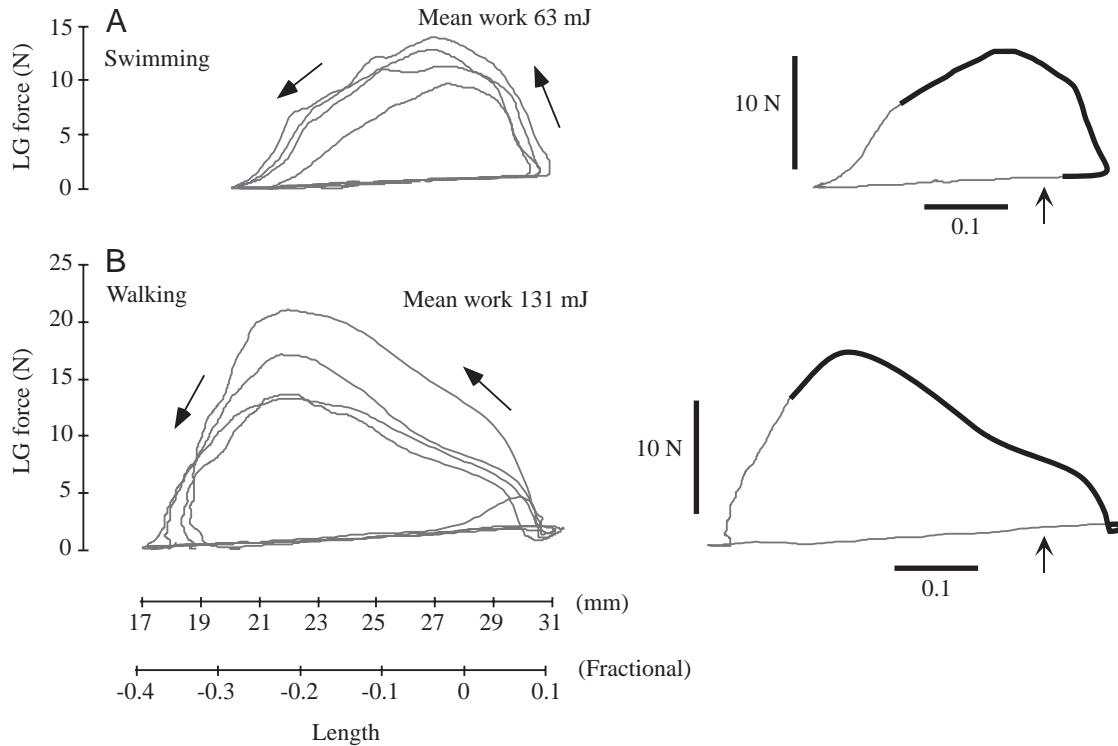 A
Mean work 63 mJ
Swimming
LG force (N)
15
10
5
0
10 N
0.1
B
Walking
Mean work 131 mJ
LG force (N)
25
20
15
10
5
0
10 N
0.1
17 19 21 23 25 27 29 31 (mm)
-0.4 -0.3 -0.2 -0.1 0 0.1 (Fractional)
Length